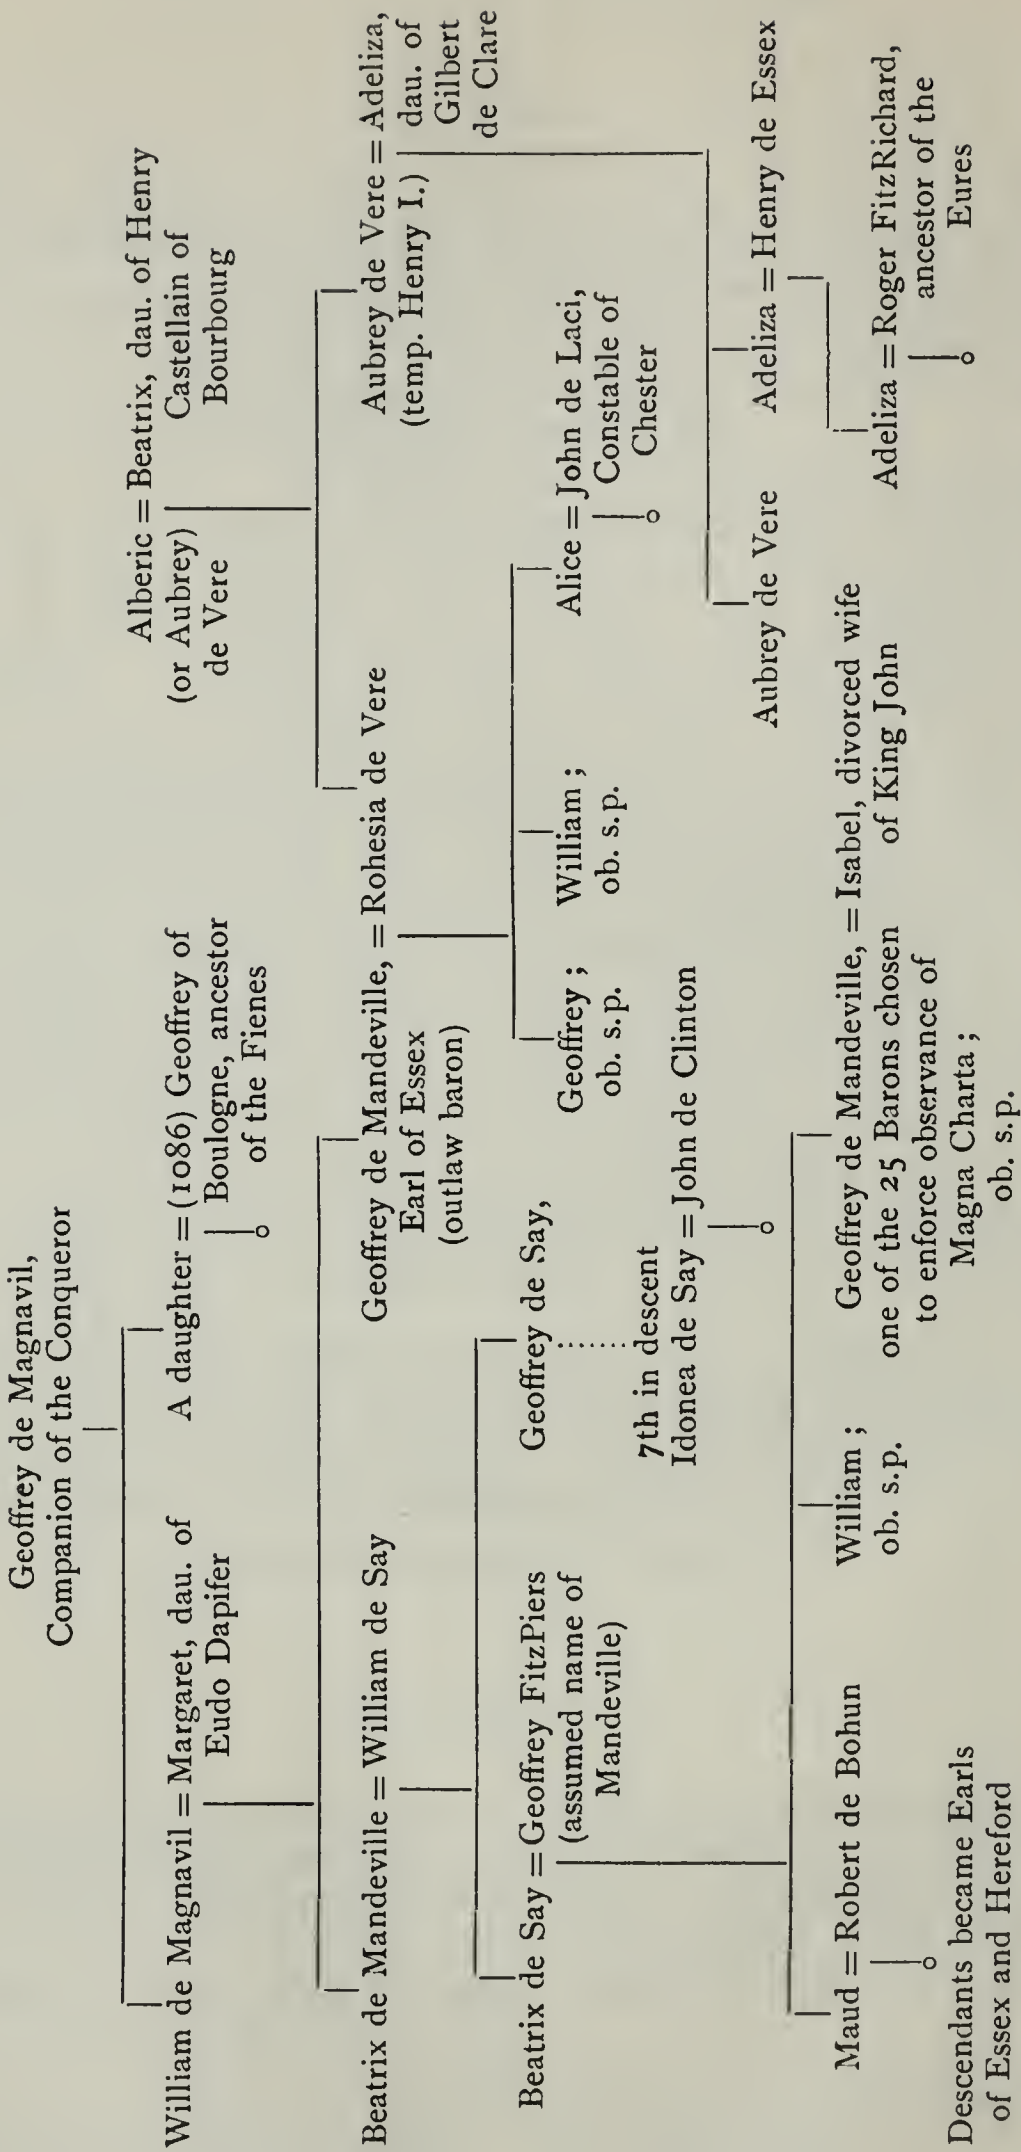 Geoffrey de Magnavil,
Companion of the Conqueror
William de Magnavil = Margaret, dau. of
Eudo Dapifer
A daughter = (1086) Geoffrey of
Boulogne, ancestor
of the Fienes
Alberic = Beatrix, dau. of Henry
(or Aubrey)
de Vere
Castellain of
Bourbourg
Beatrix de Mandeville = William de Say
Geoffrey de Mandeville, = Rohesia de Vere
Earl of Essex
(outlaw baron)
Aubrey de Vere = Adeliza,
(temp. Henry I.)
dau. of
Gilbert
de Clare
Beatrix de Say = Geoffrey FitzPiers
(assumed name of
Mandeville)
Geoffrey de Say,
7th in descent
Idonea de Say = John de Clinton
Geoffrey ;
ob. s.p.
William ;
ob. s.p.
Alice = John de Laci,
Constable of
Chester
Aubrey de Vere
Adeliza = Henry de Essex
Adeliza = Roger FitzRichard,
ancestor of the
Eures
Maud = Robert de Bohun
Descendants became Earls
of Essex and Hereford
William ;
ob. s.p.
Geoffrey de Mandeville, = Isabel, divorced wife
of King John
one of the 25 Barons chosen
to enforce observance of
Magna Charta ;
ob. s.p.